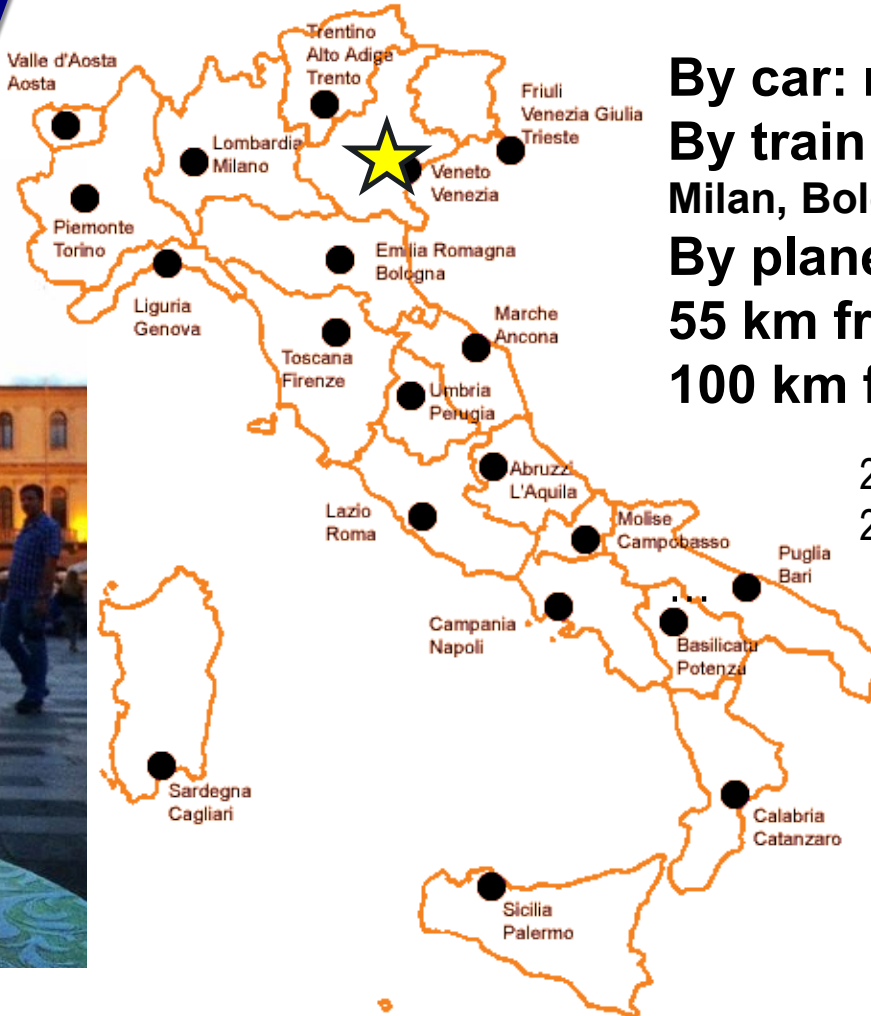 Valle d'Aosta
Aosta
Trentino
Alto Adige
Trento
Friuli
Venezia Giulia
Trieste
Lombardia
Milano
Veneto
Venezia
Piemonte
Torino
Emilia Romagna
Bologna
Liguria
Genova
Marche
Ancona
Toscana
Firenze
Umbria
Perugia
Abruzzi
L'Aquila
Lazio
Roma
Molise
Campobasso
Puglia
Bari
...
Campania
Napoli
Basilicata
Potenza
Sardegna
Cagliari
Calabria
Catanzaro
Sicilia
Palermo
By car:
By train
Milan,
By plane
55 km
100 km
2
2